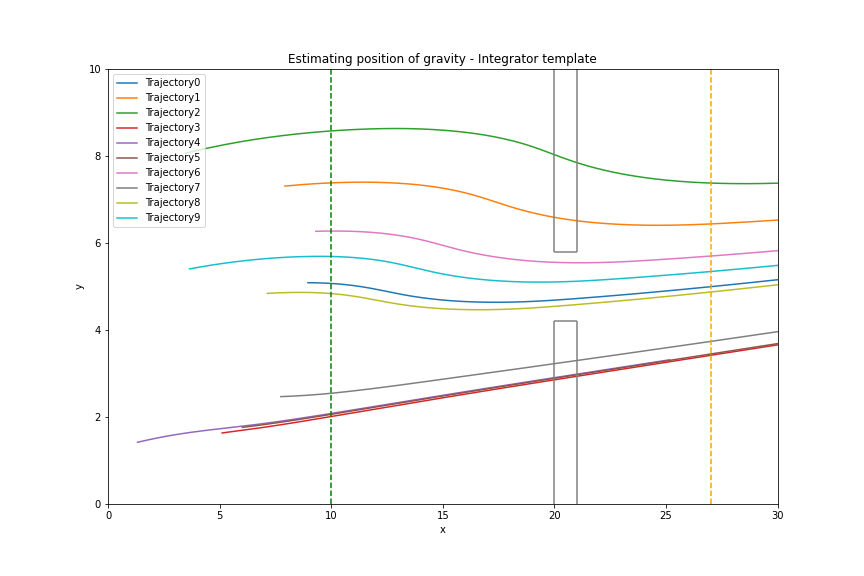 Estimating position of gravity - Integrator template
10
8
6
4
2
0
y
Trajectory0
Trajectory1
Trajectory2
Trajectory3
Trajectory4
Trajectory5
Trajectory6
Trajectory7
Trajectory8
Trajectory9
0 5 10 15 20 25 30
x